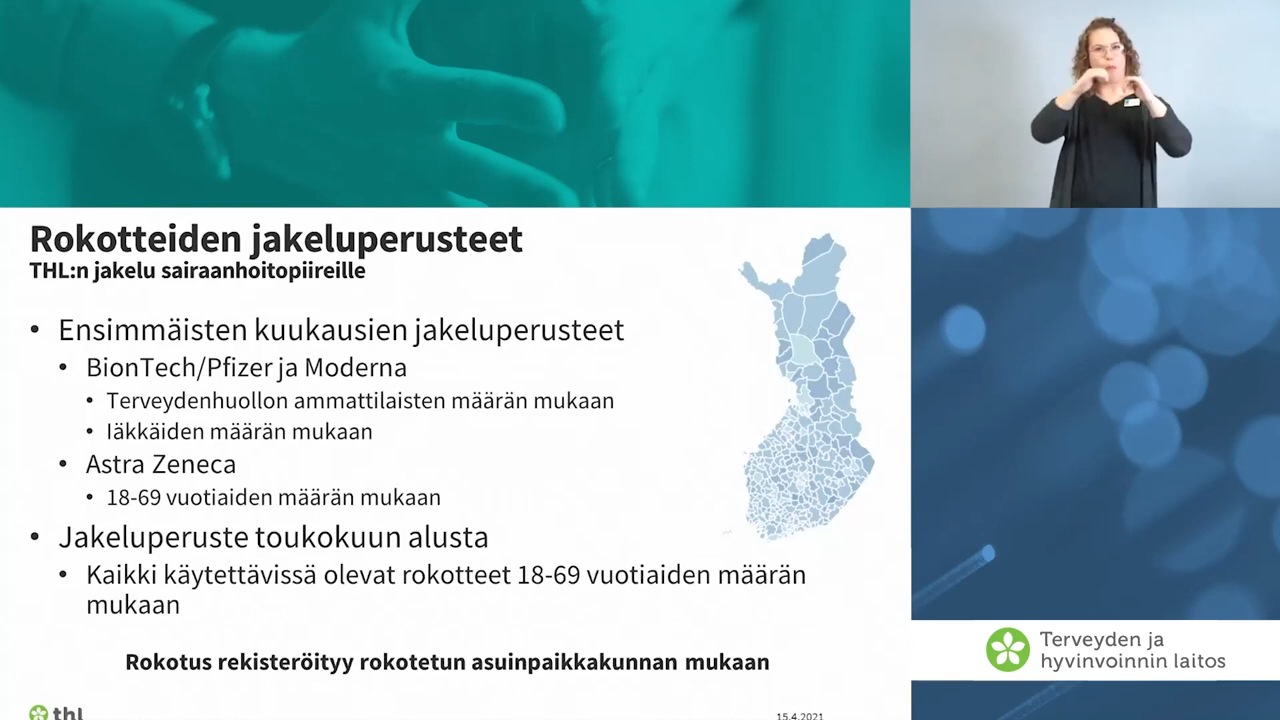 Rokotteiden jakeluperusteet
THL:n jakelu sairaanhoitopiireille
• Ensimmäisten kuukausien jakeluperusteet
• BionTech/Pfizer ja Moderna
• Terveydenhuollon ammattilaisten määrän mukaan
• Iäkkäiden määrän mukaan
• Astra Zeneca
• 18-69 vuotiaiden määrän mukaan
• Jakeluperuste toukokuun alusta
• Kaikki käytettävissä olevat rokotteet 18-69 vuotiaiden määrän
mukaan
Rokotus rekisteröityy rokotetun asuinpaikkakunnan mukaan
thl
15.4.2021
Terveyden ja
hyvinvoinnin laitos